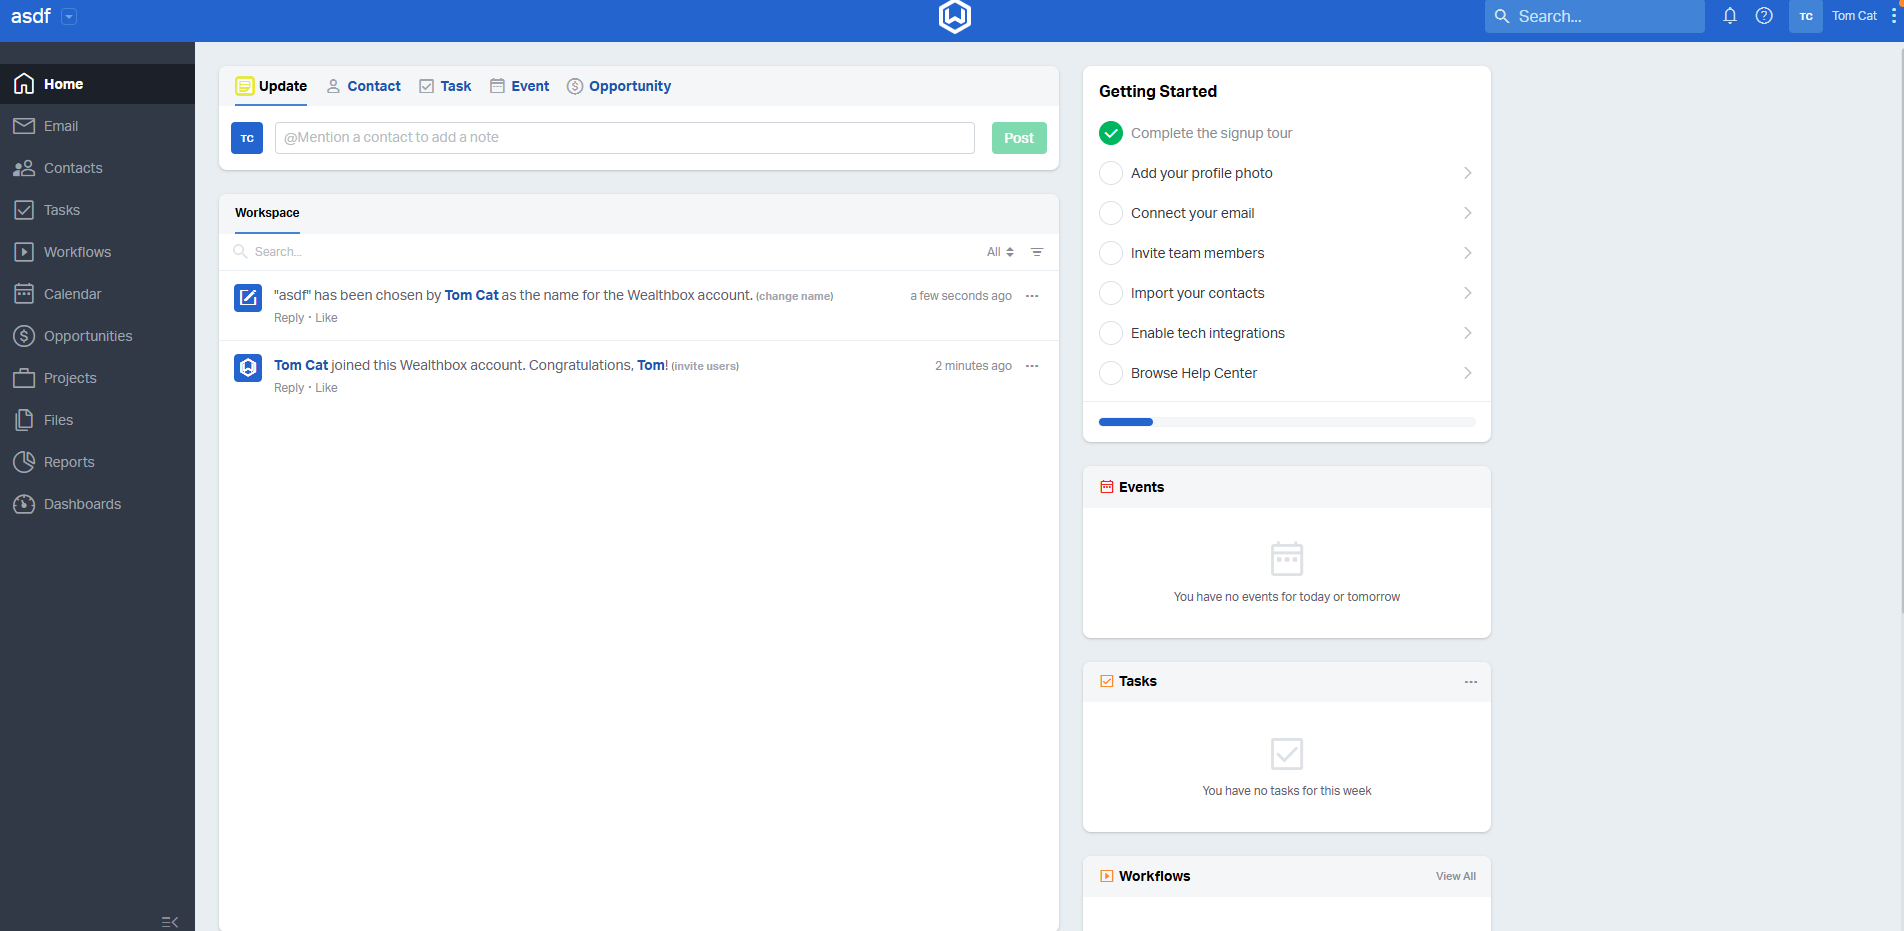 asdf
Search...
TC
Tom Cat
Home
Email
Contacts
Tasks
Workflows
Calendar
Opportunities
Projects
Files
Reports
Dashboards
Update Contact Task Event Opportunity
TC @Mention a contact to add a note Post
Workspace
Search... All
"asdf" has been chosen by Tom Cat as the name for the Wealthbox account. (change name) a few seconds ago
Reply · Like
Tom Cat joined this Wealthbox account. Congratulations, Tom! (invite users) 2 minutes ago
Reply · Like
Getting Started
Complete the signup tour
Add your profile photo
Connect your email
Invite team members
Import your contacts
Enable tech integrations
Browse Help Center
Events
You have no events for today or tomorrow
Tasks
You have no tasks for this week
Workflows View All